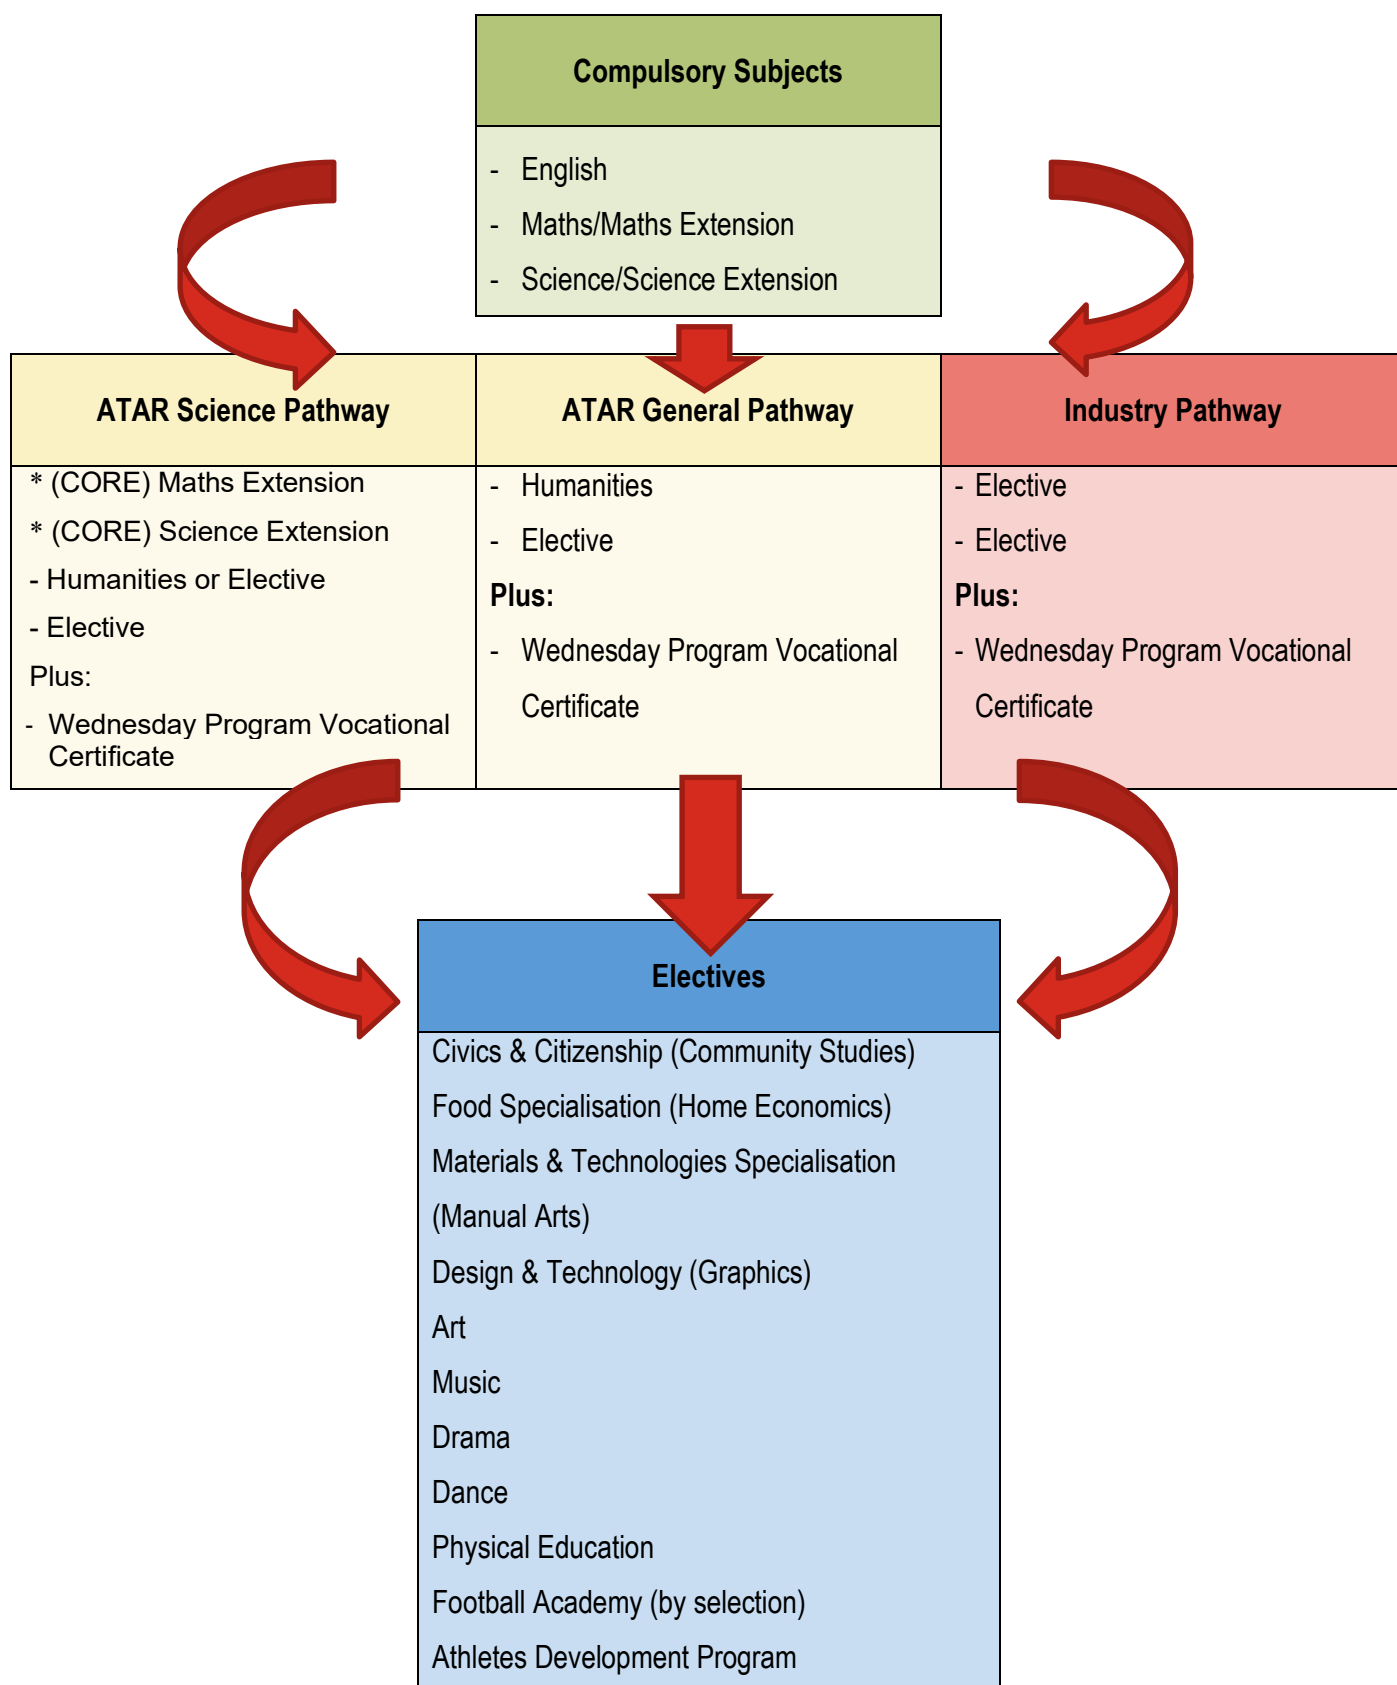 Compulsory Subjects
- English
- Maths/Maths Extension
- Science/Science Extension
ATAR Science Pathway
* (CORE) Maths Extension
* (CORE) Science Extension
- Humanities or Elective
- Elective
Plus:
- Wednesday Program Vocational
Certificate
ATAR General Pathway
- Humanities
- Elective
Plus:
- Wednesday Program Vocational
Certificate
Industry Pathway
- Elective
- Elective
Plus:
- Wednesday Program Vocational
Certificate
Electives
Civics & Citizenship (Community Studies)
Food Specialisation (Home Economics)
Materials & Technologies Specialisation
(Manual Arts)
Design & Technology (Graphics)
Art
Music
Drama
Dance
Physical Education
Football Academy (by selection)
Athletes Development Program